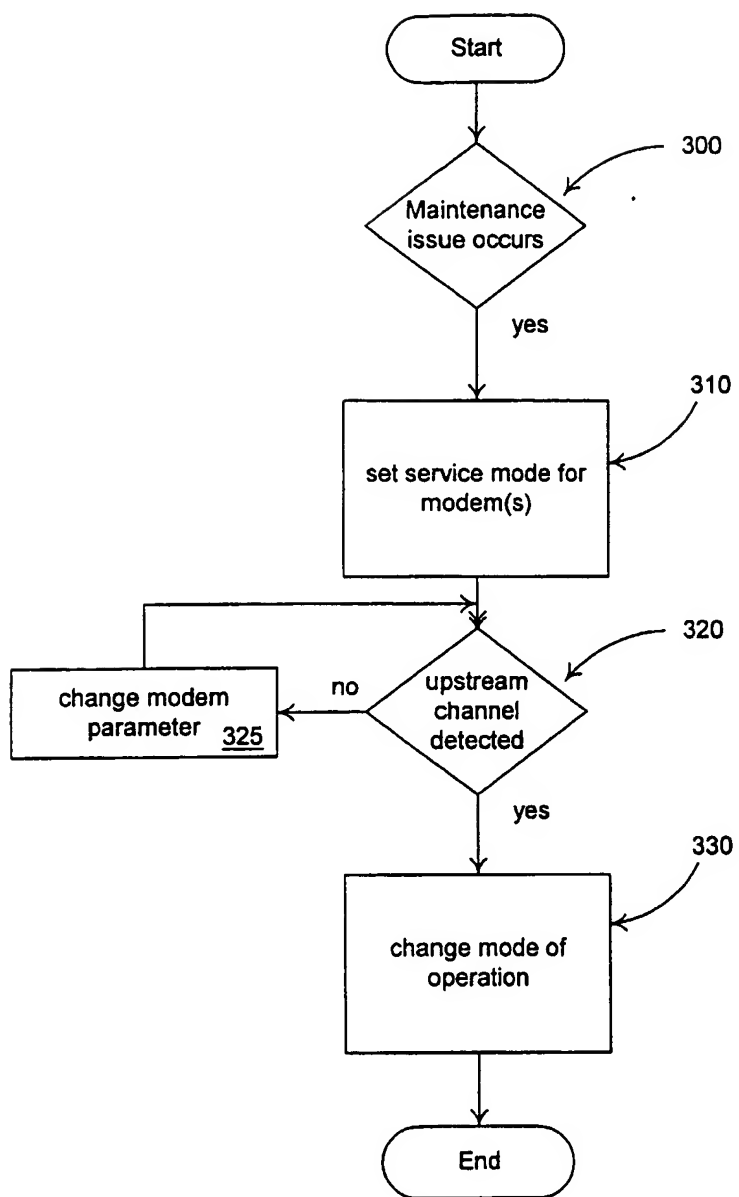 Start
300
Maintenance
issue occurs
yes
310
set service mode for
modem(s)
320
upstream
channel
detected
no
change modem
parameter
325
yes
330
change mode of
operation
End